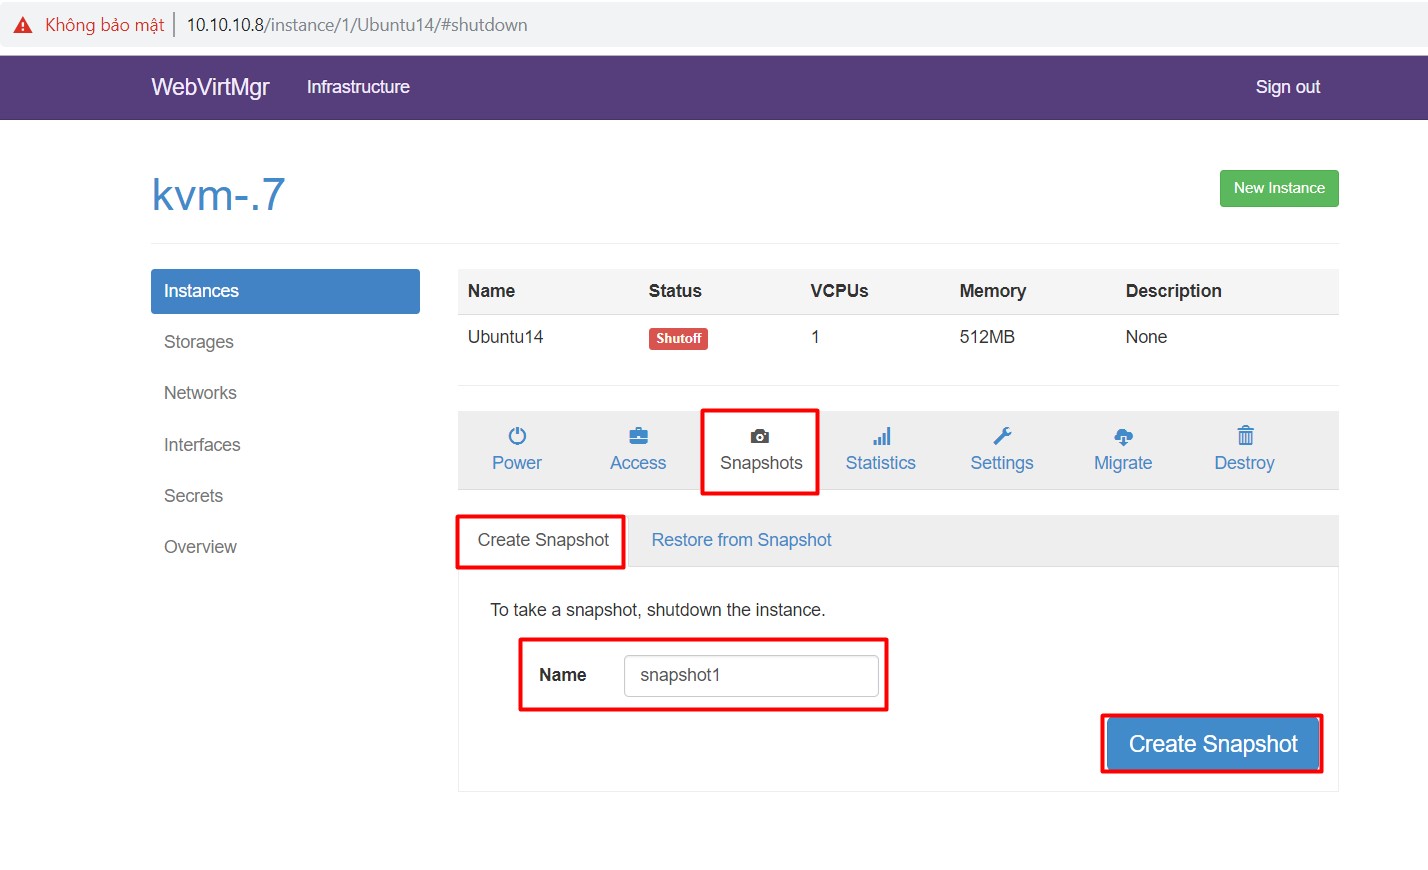 Không bảo mật 10.10.10.8/instance/1/Ubuntu14/#shutdown
WebVirtMgr Infrastructure Sign out
kvm-.7
New Instance
Instances
Storages
Networks
Interfaces
Secrets
Overview
Name Status VCPUs Memory Description
Ubuntu14 Shutoff 1 512MB None
Power Access Snapshots Statistics Settings Migrate Destroy
Create Snapshot Restore from Snapshot
To take a snapshot, shutdown the instance.
Name snapshot1
Create Snapshot